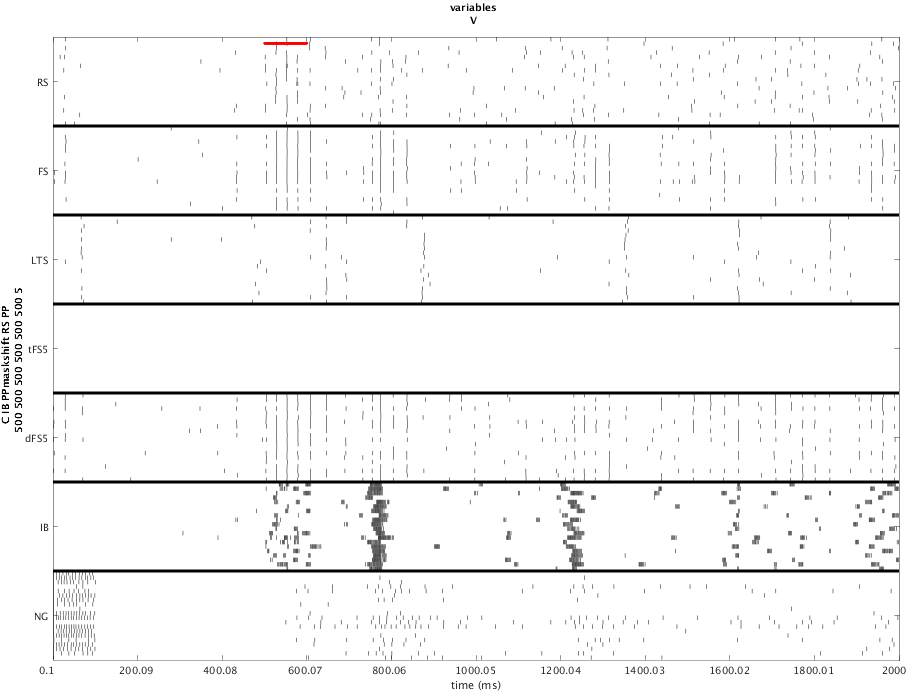 variables
V
C IB PPmaskshift RS PP
500 500 500 500 500 500 5
RS
FS
LTS
tFS5
dFS5
IB
NG
0.1 200.09 400.08 600.07 800.06 1000.05 1200.04 1400.03 1600.02 1800.01 2000
time (ms)